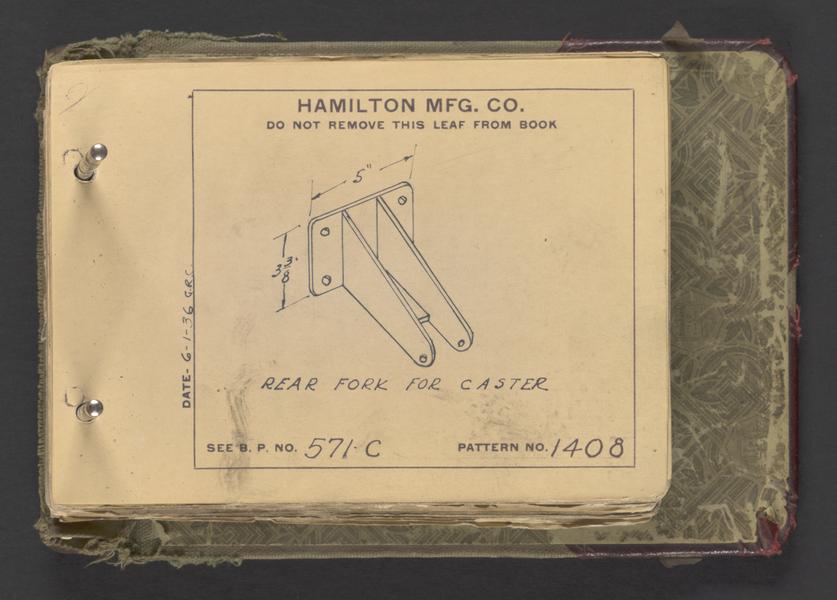 HAMILTON MFG. CO.
DO NOT REMOVE THIS LEAF FROM BOOK
5"
3 3/8"
REAR FORK FOR CASTER
SEE B. P. NO. 571-C
PATTERN NO. 1408
DATE- 6-1-36 G.R.C.